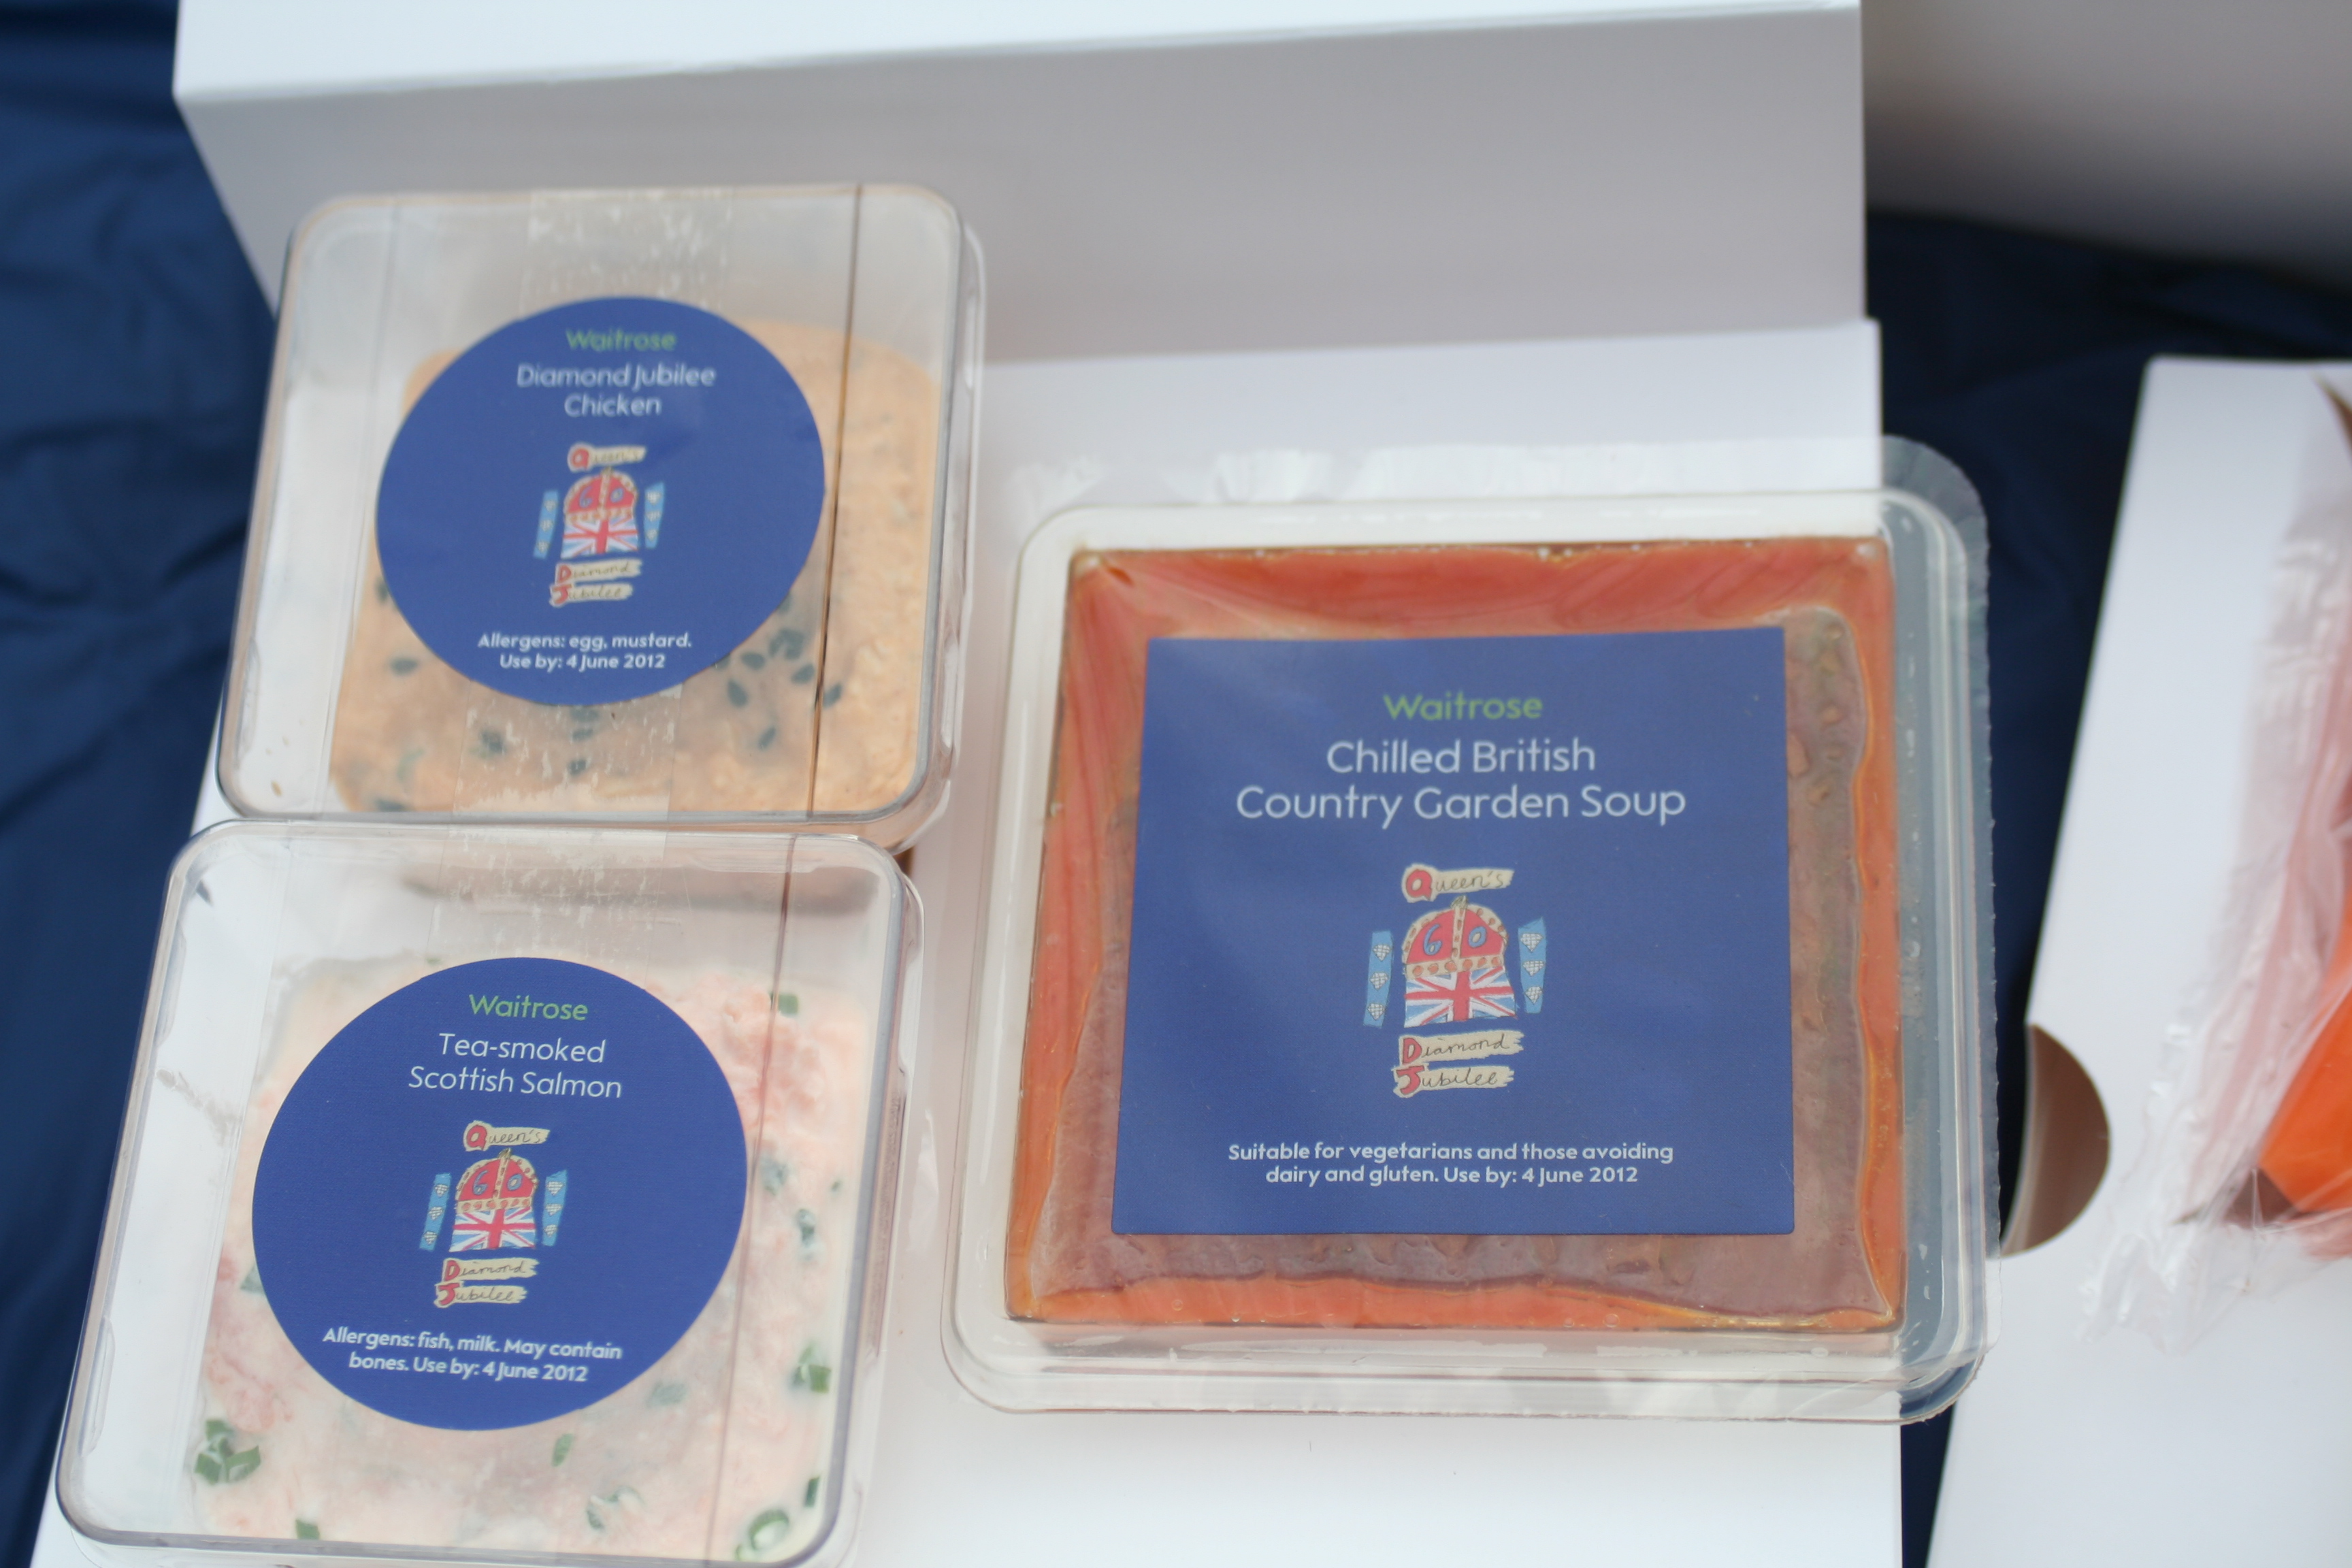 Waitrose
Diamond Jubilee
Chicken
Queen's
60
Diamond
Jubilee
Allergens: egg, mustard.
Use by: 4 June 2012
Waitrose
Tea-smoked
Scottish Salmon
Queen's
60
Diamond
Jubilee
Allergens: fish, milk. May contain
bones. Use by: 4 June 2012
Waitrose
Chilled British
Country Garden Soup
Queen's
60
Diamond
Jubilee
Suitable for vegetarians and those avoiding
dairy and gluten. Use by: 4 June 2012